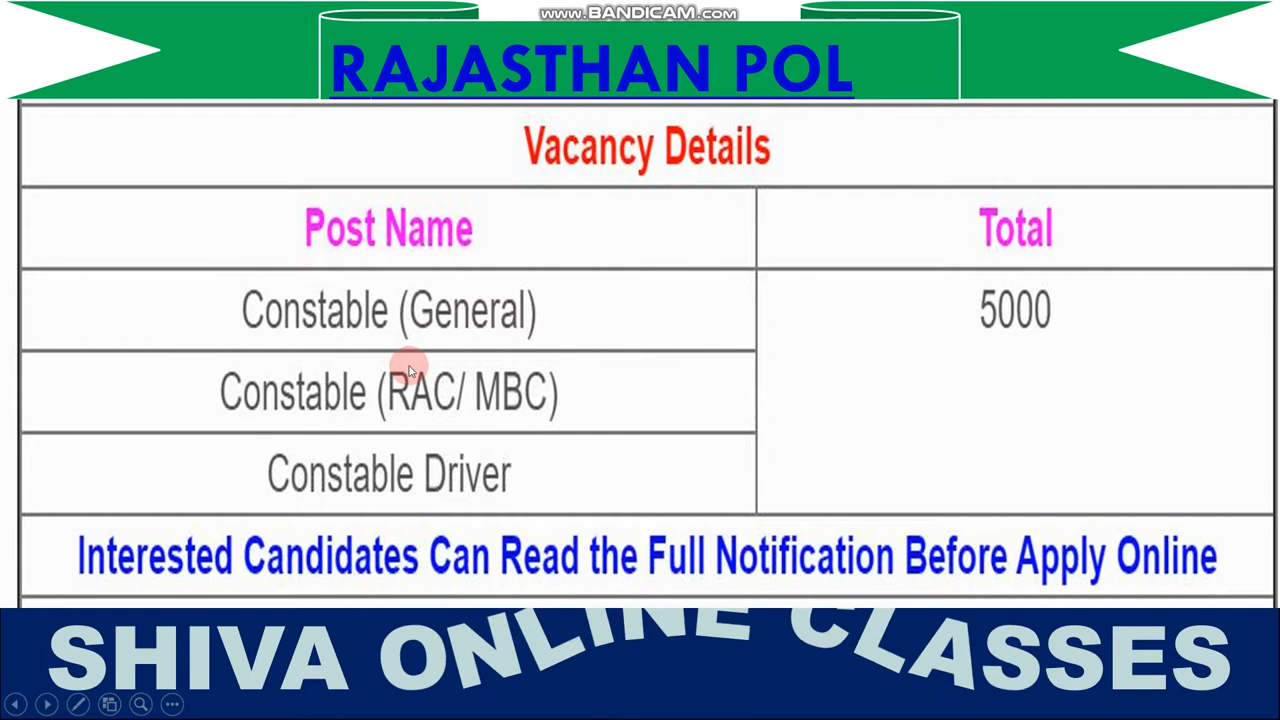 www.BANDICAM.com
RAJASTHAN POL
Vacancy Details
Post Name Total
Constable (General) 5000
Constable (RAC/ MBC)
Constable Driver
Interested Candidates Can Read the Full Notification Before Apply Online
SHIVA ONLINE CLASSES